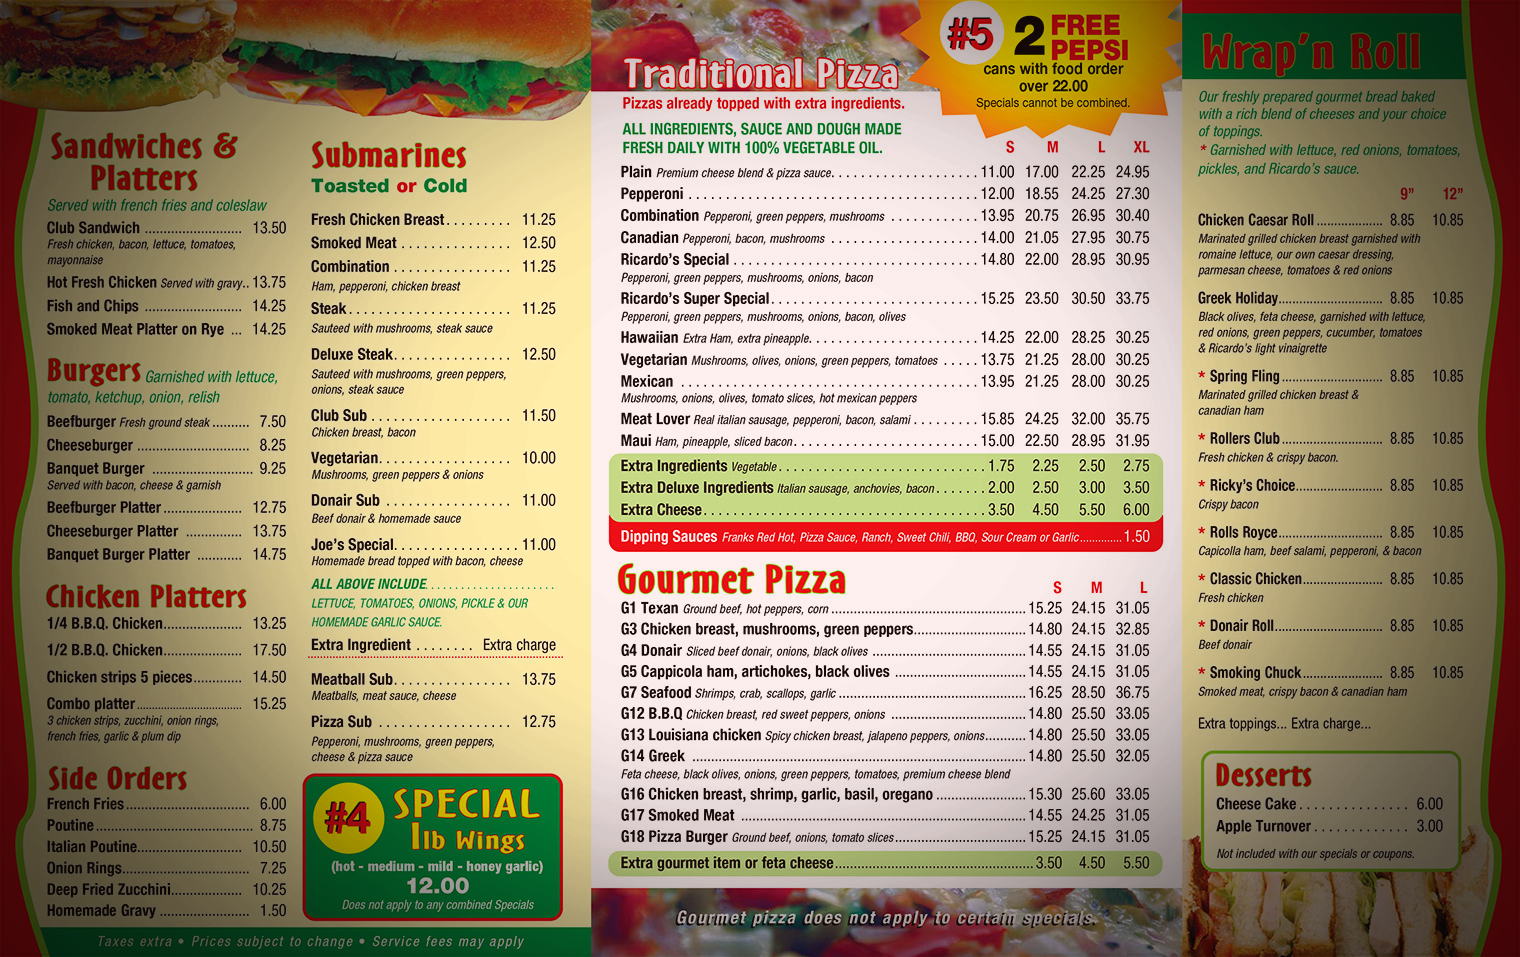 Sandwiches &
Platters
Served with french fries and coleslaw
Club Sandwich ...................... 13.50
Fresh chicken, bacon, lettuce, tomatoes,
mayonnaise
Hot Fresh Chicken Served with gravy.. 13.75
Fish and Chips ...................... 14.25
Smoked Meat Platter on Rye ... 14.25
Burgers Garnished with lettuce,
tomato, ketchup, onion, relish
Beefburger Fresh ground steak ......... 7.50
Cheeseburger ........................ 8.25
Banquet Burger ...................... 9.25
Served with bacon, cheese & garnish
Beefburger Platter .................. 12.75
Cheeseburger Platter ............... 13.75
Banquet Burger Platter ............ 14.75
Chicken Platters
1/4 B.B.Q. Chicken.................. 13.25
1/2 B.B.Q. Chicken.................. 17.50
Chicken strips 5 pieces............ 14.50
Combo platter........................ 15.25
3 chicken strips, zucchini, onion rings,
french fries, garlic & plum dip
Side Orders
French Fries.......................... 6.00
Poutine................................ 8.75
Italian Poutine....................... 10.50
Onion Rings.......................... 7.25
Deep Fried Zucchini................ 10.25
Homemade Gravy ................... 1.50
Submarines
Toasted or Cold
Fresh Chicken Breast......... 11.25
Smoked Meat ............... 12.50
Combination ................ 11.25
Ham, pepperoni, chicken breast
Steak...................... 11.25
Sauteed with mushrooms, steak sauce
Deluxe Steak................ 12.50
Sauteed with mushrooms, green peppers,
onions, steak sauce
Club Sub ................... 11.50
Chicken breast, bacon
Vegetarian.................. 10.00
Mushrooms, green peppers & onions
Donair Sub ................. 11.00
Beef donair & homemade sauce
Joe's Special................ 11.00
Homemade bread topped with bacon, cheese
ALL ABOVE INCLUDE....................
LETTUCE, TOMATOES, ONIONS, PICKLE & OUR
HOMEMADE GARLIC SAUCE.
Extra Ingredient ........ Extra charge
Meatball Sub................ 13.75
Meatballs, meat sauce, cheese
Pizza Sub .................. 12.75
Pepperoni, mushrooms, green peppers,
cheese & pizza sauce
#4 SPECIAL
1lb Wings
(hot - medium - mild - honey garlic)
12.00
Does not apply to any combined Specials
Taxes extra • Prices subject to change • Service fees may apply
Traditional Pizza
Pizzas already topped with extra ingredients.
ALL INGREDIENTS, SAUCE AND DOUGH MADE
FRESH DAILY WITH 100% VEGETABLE OIL.
#5 2 FREE
PEPSI
cans with food order
over 22.00
Specials cannot be combined.
S M L XL
Plain Premium cheese blend & pizza sauce...................... 11.00 17.00 22.25 24.95
Pepperoni ........................................... 12.00 18.55 24.25 27.30
Combination Pepperoni, green peppers, mushrooms ............ 13.95 20.75 26.95 30.40
Canadian Pepperoni, bacon, mushrooms ..................... 14.00 21.05 27.95 30.75
Ricardo's Special .................................... 14.80 22.00 28.95 30.95
Pepperoni, green peppers, mushrooms, onions, bacon
Ricardo's Super Special............................... 15.25 23.50 30.50 33.75
Pepperoni, green peppers, mushrooms, onions, bacon, olives
Hawaiian Extra Ham, extra pineapple........................ 14.25 22.00 28.25 30.25
Vegetarian Mushrooms, olives, onions, green peppers, tomatoes ..... 13.75 21.25 28.00 30.25
Mexican ............................................ 13.95 21.25 28.00 30.25
Mushrooms, onions, olives, tomato slices, hot mexican peppers
Meat Lover Real italian sausage, pepperoni, bacon, salami ......... 15.85 24.25 32.00 35.75
Maui Ham, pineapple, sliced bacon........................... 15.00 22.50 28.95 31.95
Extra Ingredients Vegetable............................... 1.75 2.25 2.50 2.75
Extra Deluxe Ingredients Italian sausage, anchovies, bacon....... 2.00 2.50 3.00 3.50
Extra Cheese......................................... 3.50 4.50 5.50 6.00
Dipping Sauces Franks Red Hot, Pizza Sauce, Ranch, Sweet Chili, BBQ, Sour Cream or Garlic............. 1.50
Gourmet Pizza
S M L
G1 Texan Ground beef, hot peppers, corn ............................................... 15.25 24.15 31.05
G3 Chicken breast, mushrooms, green peppers........................... 14.80 24.15 32.85
G4 Donair Sliced beef donair, onions, black olives ..................................... 14.55 24.15 31.05
G5 Cappicola ham, artichokes, black olives ............................... 14.55 24.15 31.05
G7 Seafood Shrimps, crab, scallops, garlic ............................................. 16.25 28.50 36.75
G12 B.B.Q Chicken breast, red sweet peppers, onions ................................ 14.80 25.50 33.05
G13 Louisiana chicken Spicy chicken breast, jalapeno peppers, onions.......... 14.80 25.50 33.05
G14 Greek ................................................................................ 14.80 25.50 32.05
Feta cheese, black olives, onions, green peppers, tomatoes, premium cheese blend
G16 Chicken breast, shrimp, garlic, basil, oregano ...................... 15.30 25.60 33.05
G17 Smoked Meat ..................................................................... 14.55 24.25 31.05
G18 Pizza Burger Ground beef, onions, tomato slices ................................ 15.25 24.15 31.05
Extra gourmet item or feta cheese................................................ 3.50 4.50 5.50
Gourmet pizza does not apply to certain specials.
Wrap'n Roll
Our freshly prepared gourmet bread baked
with a rich blend of cheeses and your choice
of toppings.
* Garnished with lettuce, red onions, tomatoes,
pickles, and Ricardo's sauce.
9" 12"
Chicken Caesar Roll ................ 8.85 10.85
Marinated grilled chicken breast garnished with
romaine lettuce, our own caesar dressing,
parmesan cheese, tomatoes & red onions
Greek Holiday......................... 8.85 10.85
Black olives, feta cheese, garnished with lettuce,
red onions, green peppers, cucumber, tomatoes
& Ricardo's light vinaigrette
* Spring Fling ........................ 8.85 10.85
Marinated grilled chicken breast &
canadian ham
* Rollers Club ........................ 8.85 10.85
Fresh chicken & crispy bacon.
* Ricky's Choice..................... 8.85 10.85
Crispy bacon
* Rolls Royce......................... 8.85 10.85
Capicolla ham, beef salami, pepperoni, & bacon
* Classic Chicken................... 8.85 10.85
Fresh chicken
* Donair Roll.......................... 8.85 10.85
Beef donair
* Smoking Chuck................... 8.85 10.85
Smoked meat, crispy bacon & canadian ham
Extra toppings... Extra charge...
Desserts
Cheese Cake............... 6.00
Apple Turnover ............ 3.00
Not included with our specials or coupons.